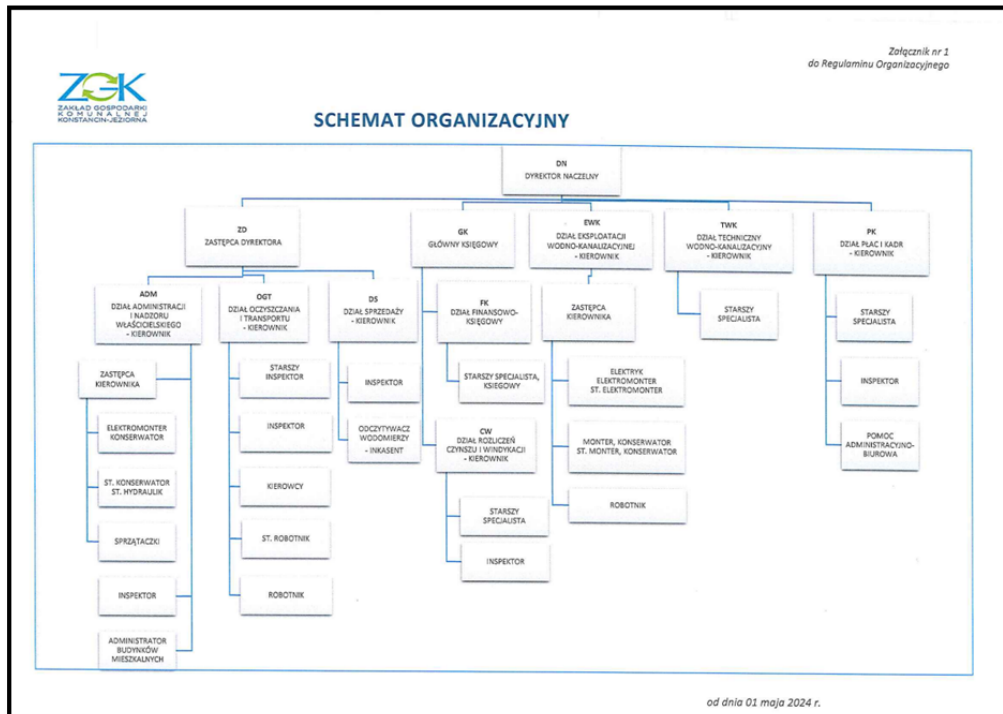 Załącznik nr 1
do Regulaminu Organizacyjnego
ZGK
ZAKŁAD GOSPODARKI
KOMUNALNEJ
KONSTANCIN-JEZIORNA
SCHEMAT ORGANIZACYJNY
DN
DYREKTOR NACZELNY
ZD
ZASTĘPCA DYREKTORA
GK
GŁÓWNY KSIĘGOWY
EWK
DZIAŁ EKSPLOATACJI
WODNO-KANALIZACYJNEJ
- KIEROWNIK
TWK
DZIAŁ TECHNICZNY
WODNO-KANALIZACYJNY
- KIEROWNIK
PK
DZIAŁ PŁAC I KADR
- KIEROWNIK
ADM
DZIAŁ ADMINISTRACJI
I NADZORU
WŁAŚCICIELSKIEGO
- KIEROWNIK
OGT
DZIAŁ OCZYSZCZANIA
I TRANSPORTU
- KIEROWNIK
DS
DZIAŁ SPRZEDAŻY
- KIEROWNIK
FK
DZIAŁ FINANSOWO-
KSIĘGOWY
ZASTĘPCA
KIEROWNIKA
STARSZY
SPECJALISTA
STARSZY
SPECJALISTA
ZASTĘPCA
KIEROWNIKA
STARSZY
INSPEKTOR
INSPEKTOR
STARSZY SPECJALISTA,
KSIEGOWY
ELEKTRYK
ELEKTROMONTER
ST. ELEKTROMONTER
INSPEKTOR
ELEKTROMONTER
KONSERWATOR
INSPEKTOR
ODCZYTYWACZ
WODOMIERZY
- INKASENT
CW
DZIAŁ ROZLICZEŃ
CZYNSZU I WINDYKACJI
- KIEROWNIK
MONTER, KONSERWATOR
ST. MONTER, KONSERWATOR
POMOC
ADMINISTRACYJNO-
BIUROWA
ST. KONSERWATOR
ST. HYDRAULIK
KIEROWCY
STARSZY
SPECJALISTA
ROBOTNIK
SPRZĄTACZKI
ST. ROBOTNIK
INSPEKTOR
INSPEKTOR
ROBOTNIK
ADMINISTRATOR
BUDYNKÓW
MIESZKALNYCH
od dnia 01 maja 2024 r.